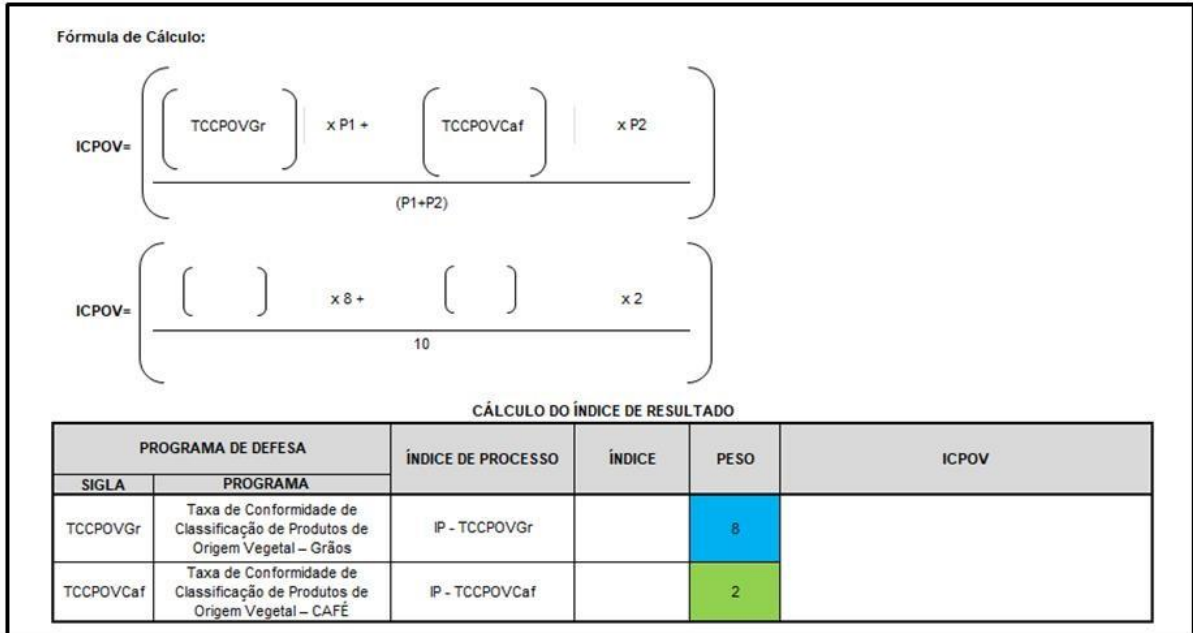 Fórmula de Cálculo:
TCCPOVGr x P1 + TCCPOVCaf x P2
ICPOV=
(P1+P2)
x 8 + x 2
ICPOV=
10
CÁLCULO DO ÍNDICE DE RESULTADO
PROGRAMA DE DEFESA ÍNDICE DE PROCESSO ÍNDICE PESO ICPOV
SIGLA PROGRAMA
Taxa de Conformidade de
TCCPOVGr Classificação de Produtos de IP - TCCPOVGr 8
Origem Vegetal – Grãos
Taxa de Conformidade de
TCCPOVCaf Classificação de Produtos de IP - TCCPOVCaf 2
Origem Vegetal – CAFÉ